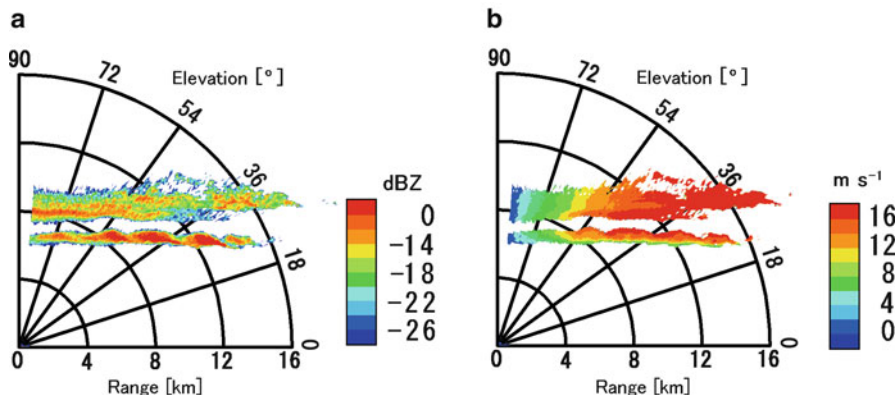 a
b
90
72
Elevation [°]
54
36
18
0
0 4 8 12 16
Range [km]
dBZ
0
-14
-18
-22
-26
90
72
Elevation [°]
54
36
18
0
0 4 8 12 16
Range [km]
m s⁻¹
16
12
8
4
0